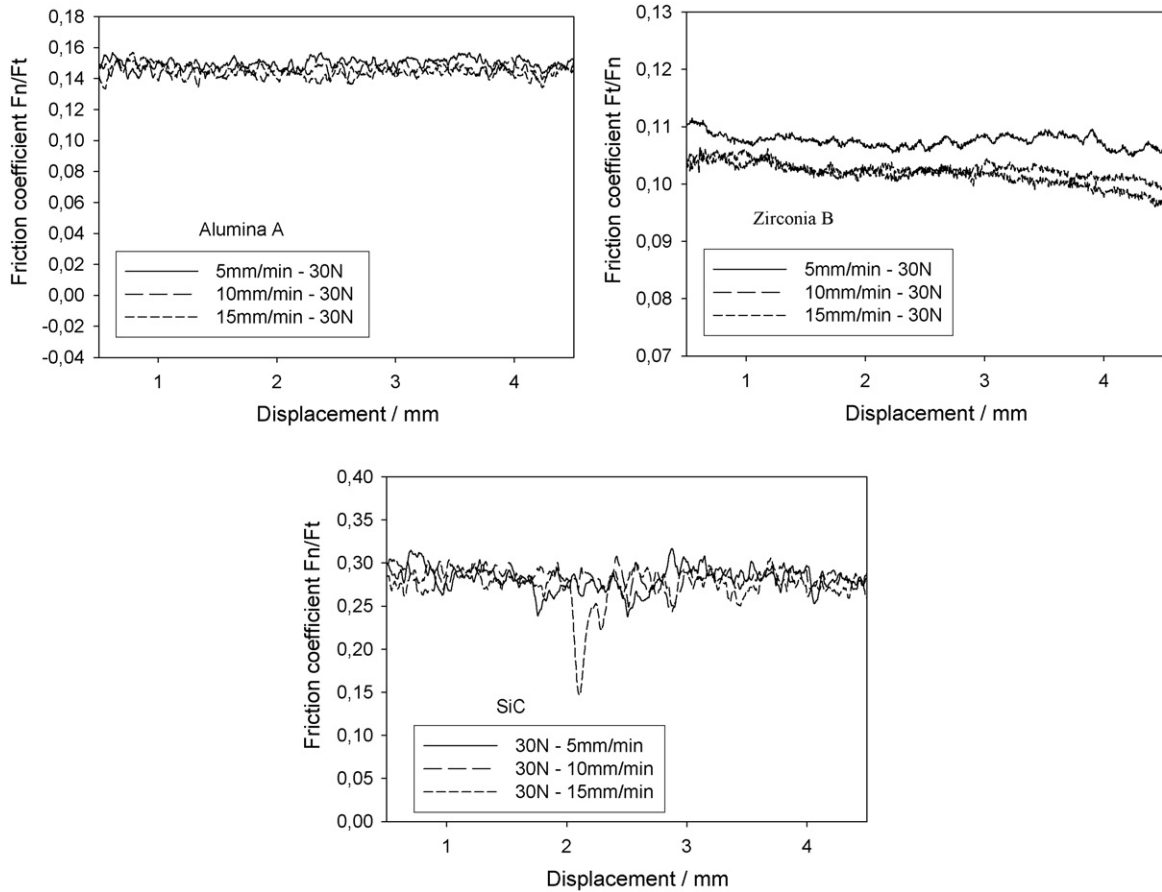 Friction coefficient Fn/Ft
0,18
0,16
0,14
0,12
0,10
0,08
0,06
0,04
0,02
0,00
-0,02
-0,04
Alumina A
5mm/min - 30N
10mm/min - 30N
15mm/min - 30N
1 2 3 4
Displacement / mm
Friction coefficient Ft/Fn
0,13
0,12
0,11
0,10
0,09
0,08
0,07
Zirconia B
5mm/min - 30N
10mm/min - 30N
15mm/min - 30N
1 2 3 4
Displacement / mm
Friction coefficient Fn/Ft
0,40
0,35
0,30
0,25
0,20
0,15
0,10
0,05
0,00
SiC
30N - 5mm/min
30N - 10mm/min
30N - 15mm/min
1 2 3 4
Displacement / mm